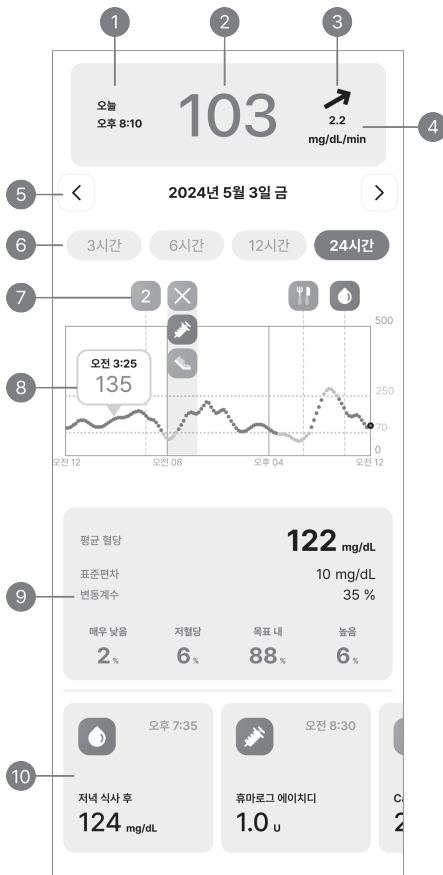 1
2
3
오늘
오후 8:10
103
2.2
mg/dL/min
4
5
2024년 5월 3일 금
6
3시간
6시간
12시간
24시간
7
2
500
8
오전 3:25
135
250
70
0
오전 12
오전 08
오후 04
오전 12
평균 혈당
122 mg/dL
표준편차
10 mg/dL
9
변동계수
35 %
매우 낮음
저혈당
목표 내
높음
2 %
6 %
88 %
6 %
오후 7:35
오전 8:30
10
저녁 식사 후
휴마로그 에이치디
124 mg/dL
1.0 U